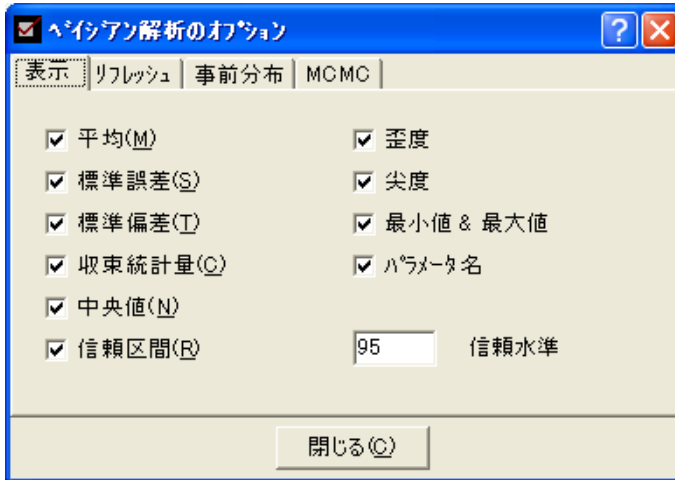 ベイジアン解析のオプション
表示 リフレッシュ 事前分布 MCMC
平均(M) 歪度
標準誤差(S) 尖度
標準偏差(T) 最小値 & 最大値
収束統計量(C) パラメータ名
中央値(N)
信頼区間(R) 95 信頼水準
閉じる(C)